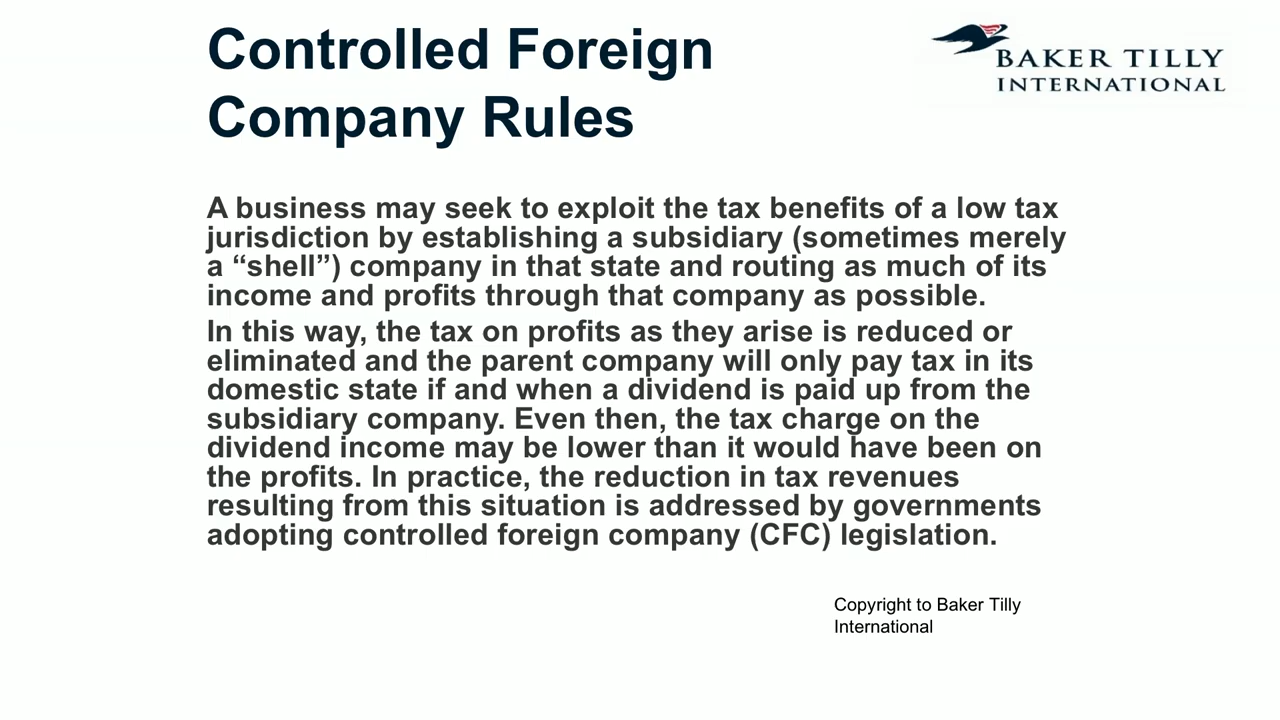 Controlled Foreign
Company Rules
BAKER TILLY
INTERNATIONAL
A business may seek to exploit the tax benefits of a low tax
jurisdiction by establishing a subsidiary (sometimes merely
a “shell”) company in that state and routing as much of its
income and profits through that company as possible.
In this way, the tax on profits as they arise is reduced or
eliminated and the parent company will only pay tax in its
domestic state if and when a dividend is paid up from the
subsidiary company. Even then, the tax charge on the
dividend income may be lower than it would have been on
the profits. In practice, the reduction in tax revenues
resulting from this situation is addressed by governments
adopting controlled foreign company (CFC) legislation.
Copyright to Baker Tilly
International